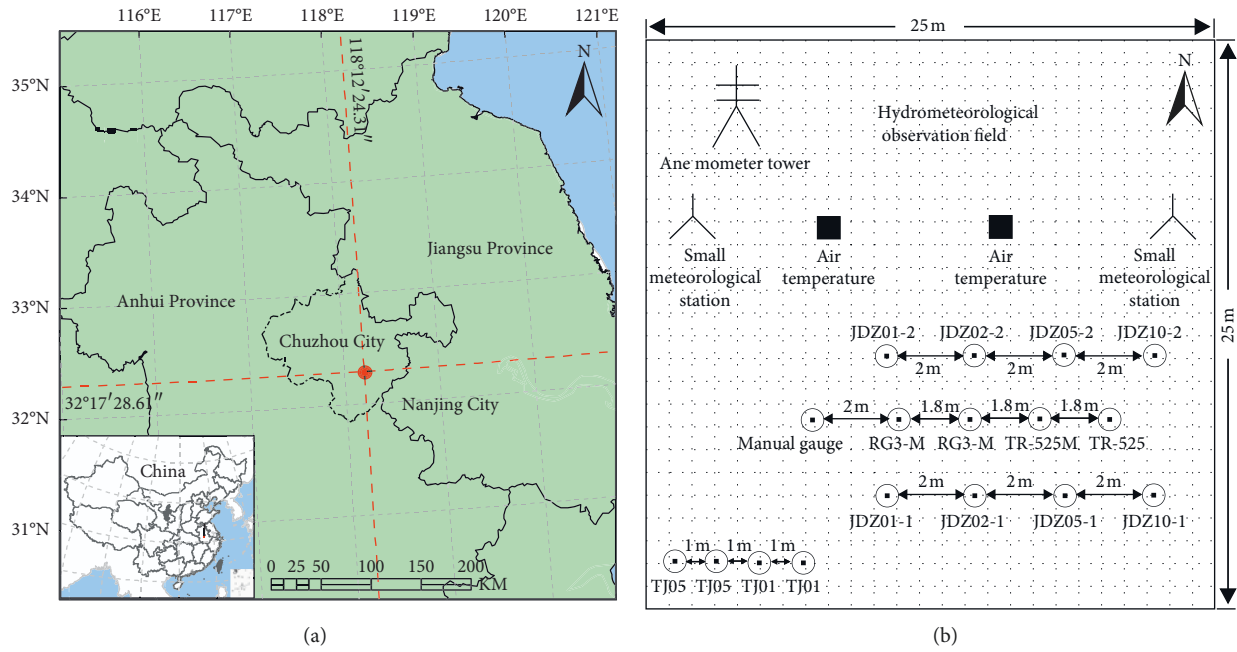 116°E 117°E 118°E 119°E 120°E 121°E
35°N
34°N
33°N
32°N
31°N
118°12′24.31″
N
Jiangsu Province
Anhui Province
Chuzhou City
32°17′28.61″
Nanjing City
China
0 25 50 100 150 200
KM
(a)
25 m
25 m
N
Hydrometeorological
observation field
Ane mometer tower
Small
meteorological
station
Air
temperature
Air
temperature
Small
meteorological
station
JDZ01-2 JDZ02-2 JDZ05-2 JDZ10-2
2 m 2 m 2 m
2 m 1.8 m 1.8 m 1.8 m
Manual gauge RG3-M RG3-M TR-525M TR-525
2 m 2 m 2 m
JDZ01-1 JDZ02-1 JDZ05-1 JDZ10-1
1 m 1 m 1 m
TJ05 TJ05 TJ01 TJ01
(b)